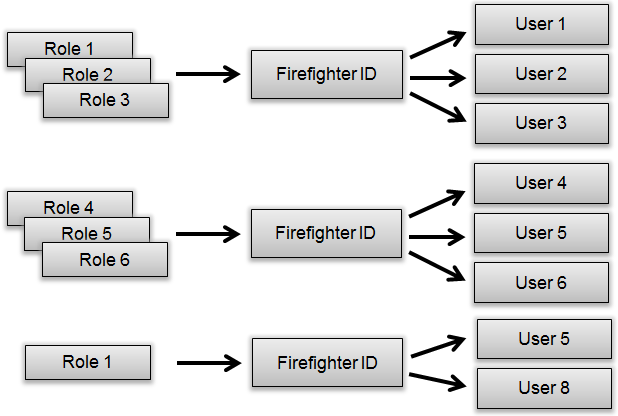 Role 1
Role 2
Role 3
Firefighter ID
User 1
User 2
User 3
Role 4
Role 5
Role 6
Firefighter ID
User 4
User 5
User 6
Role 1
Firefighter ID
User 5
User 8